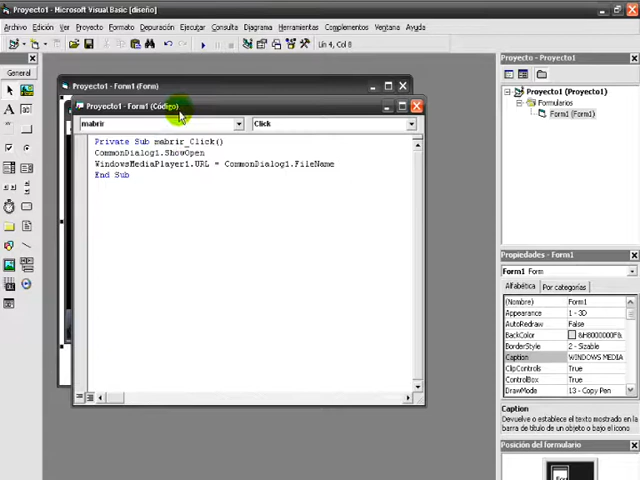 Proyecto1 - Microsoft Visual Basic [diseño]
Archivo Edición Ver Proyecto Formato Depuración Ejecutar Consulta Diagrama Herramientas Complementos Ventana Ayuda
Lín 4, Col 8
General
Proyecto1 - Form1 (Form)
Proyecto1 - Form1 (Código)
mabrir
Click
Private Sub mabrir_Click()
CommonDialog1.ShowOpen
WindowsMediaPlayer1.URL = CommonDialog1.FileName
End Sub
Proyecto - Proyecto1
Proyecto1 (Proyecto1)
Formularios
Form1 (Form1)
Propiedades - Form1
Form1 Form
Alfabética Por categorías
(Nombre) Form1
Appearance 1 - 3D
AutoRedraw False
BackColor &H8000000F&
BorderStyle 2 - Sizable
Caption WINDOWS MEDIA
ClipControls True
ControlBox True
DrawMode 13 - Copy Pen
Caption
Devuelve o establece el texto mostrado en la
barra de título de un objeto o bajo el icono
Posición del formulario